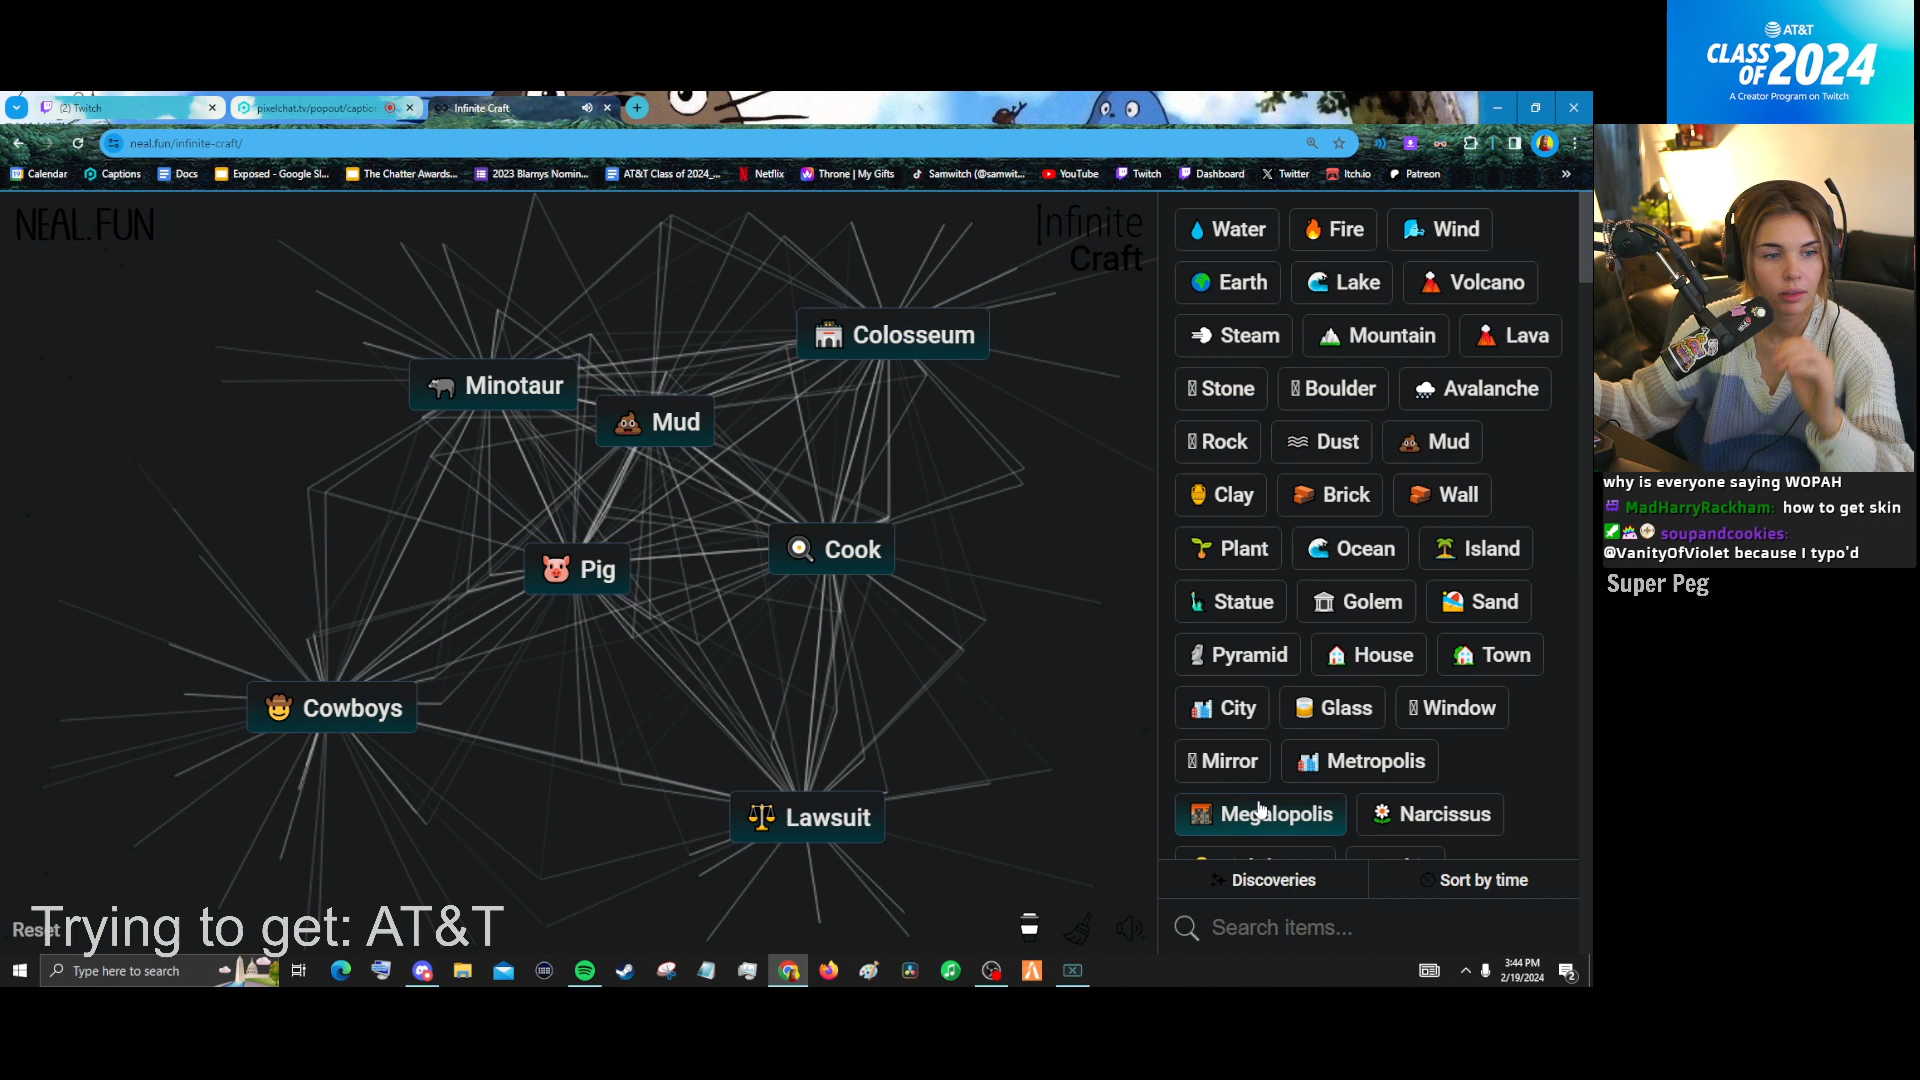 AT&T
CLASS
OF 2024
A Creator Program on Twitch
(2) Twitch
pixelchat.tv/popout/captio
Infinite Craft
neal.fun/infinite-craft/
Calendar
Captions
Docs
Exposed - Google Sl...
The Chatter Awards...
2023 Blarnys Nomin...
AT&T Class of 2024_...
Netflix
Throne | My Gifts
Samwitch (@samwit...
YouTube
Twitch
Dashboard
Twitter
Itch.io
Patreon
NEAL.FUN
Infinite
Craft
Colosseum
Minotaur
Mud
Cook
Pig
Cowboys
Lawsuit
Water Fire Wind
Earth Lake Volcano
Steam Mountain Lava
Stone Boulder Avalanche
Rock Dust Mud
Clay Brick Wall
Plant Ocean Island
Statue Golem Sand
Pyramid House Town
City Glass Window
Mirror Metropolis
Megalopolis Narcissus
Discoveries Sort by time
Search items...
Reset
Trying to get: AT&T
Type here to search
3:44 PM
2/19/2024
2
why is everyone saying WOPAH
MadHarryRackham: how to get skin
soupandcookies:
@VanityOfViolet because I typo'd
Super Peg